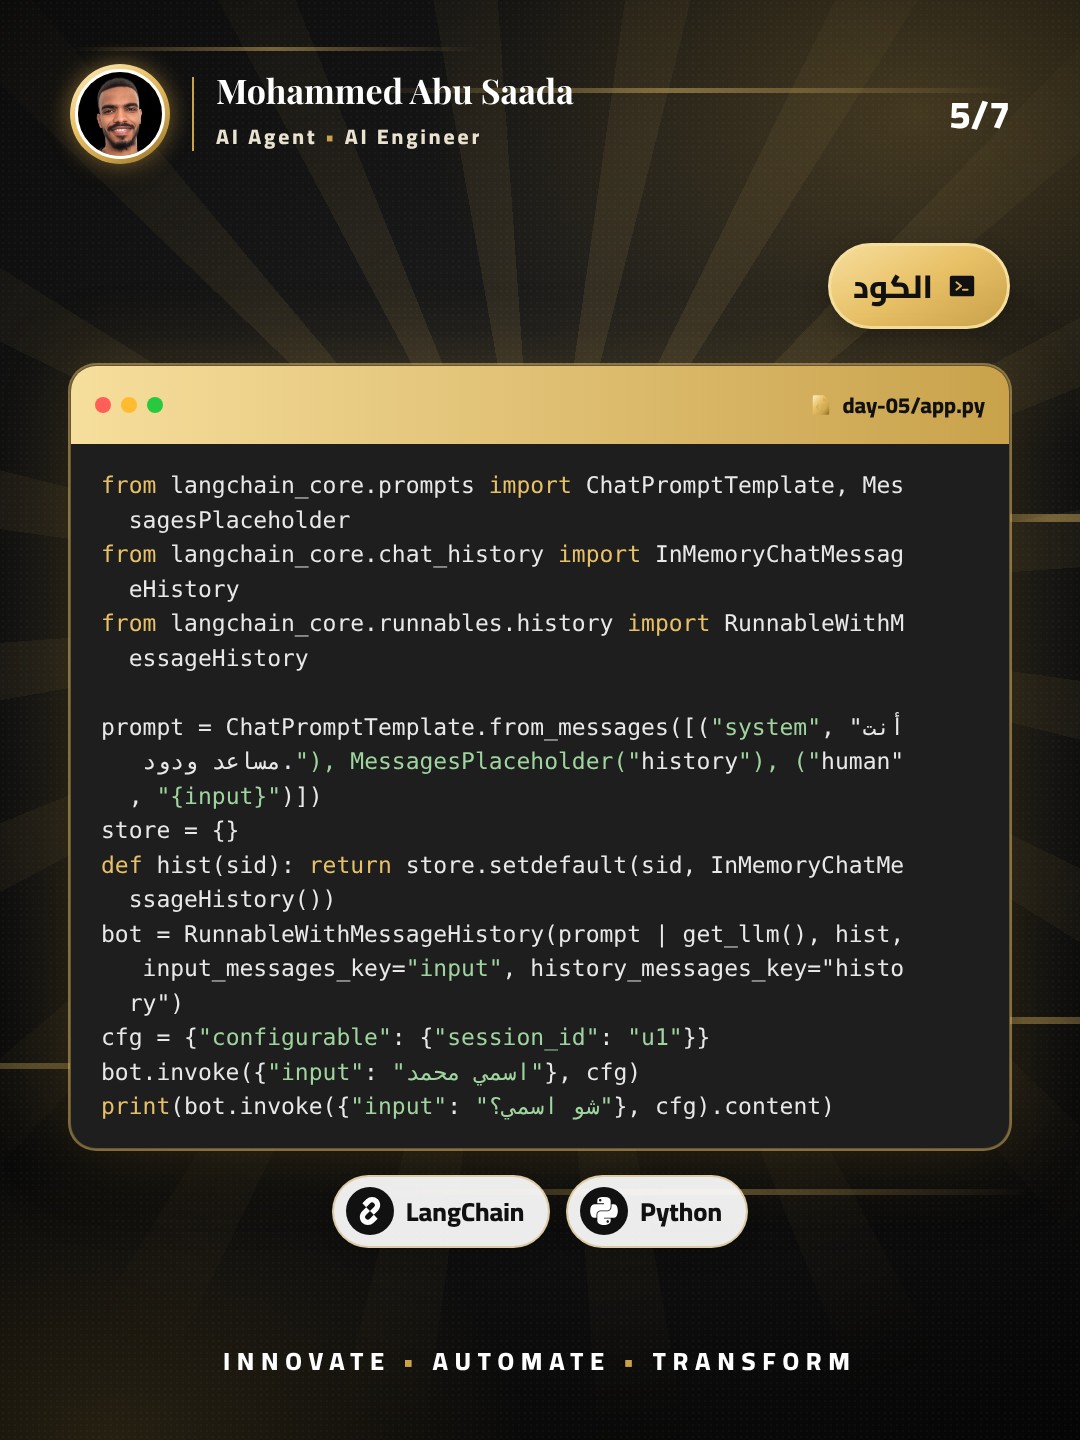 Mohammed Abu Saada
AI Agent ▪ AI Engineer
5/7
الكود
day-05/app.py
from langchain_core.prompts import ChatPromptTemplate, Mes
sagesPlaceholder
from langchain_core.chat_history import InMemoryChatMessag
eHistory
from langchain_core.runnables.history import RunnableWithM
essageHistory
prompt = ChatPromptTemplate.from_messages([("system", "أنت
مساعد ودود."), MessagesPlaceholder("history"), ("human"
, "{input}")])
store = {}
def hist(sid): return store.setdefault(sid, InMemoryChatMe
ssageHistory())
bot = RunnableWithMessageHistory(prompt | get_llm(), hist,
input_messages_key="input", history_messages_key="histo
ry")
cfg = {"configurable": {"session_id": "u1"}}
bot.invoke({"input": "اسمي محمد"}, cfg)
print(bot.invoke({"input": "شو اسمي؟"}, cfg).content)
LangChain
Python
INNOVATE ▪ AUTOMATE ▪ TRANSFORM